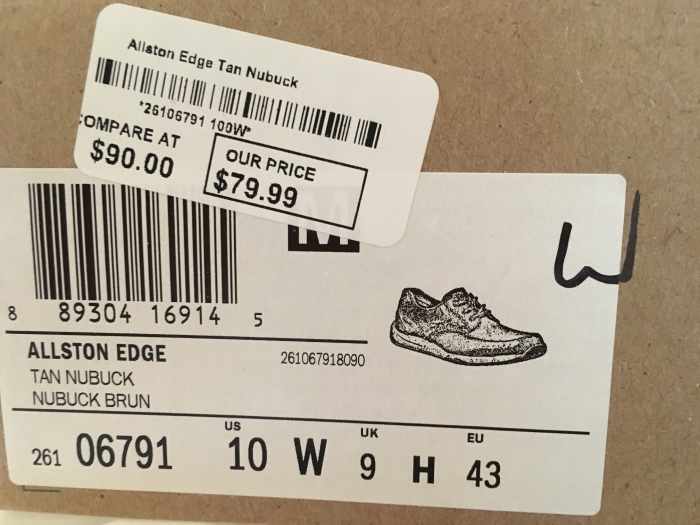 Allston Edge Tan Nubuck
*26106791 100W*
COMPARE AT
$90.00
OUR PRICE
$79.99
M
W
8 89304 16914 5
ALLSTON EDGE
261067918090
TAN NUBUCK
NUBUCK BRUN
US UK EU
261 06791 10 W 9 H 43